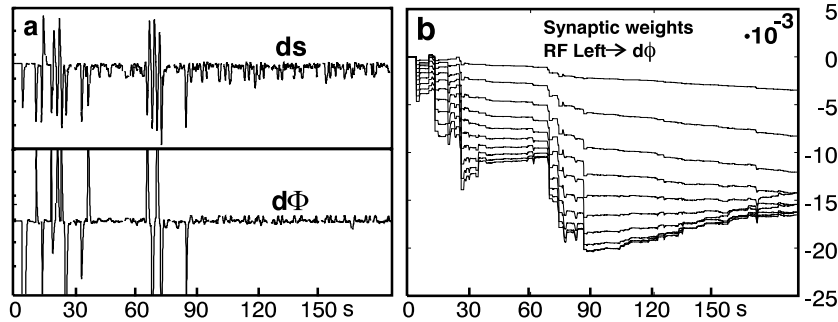 a
ds
dΦ
0 30 60 90 120 150 s
b
Synaptic weights
RF Left→ dϕ
·10⁻³
5
0
-5
-10
-15
-20
-25
0 30 60 90 120 150 s